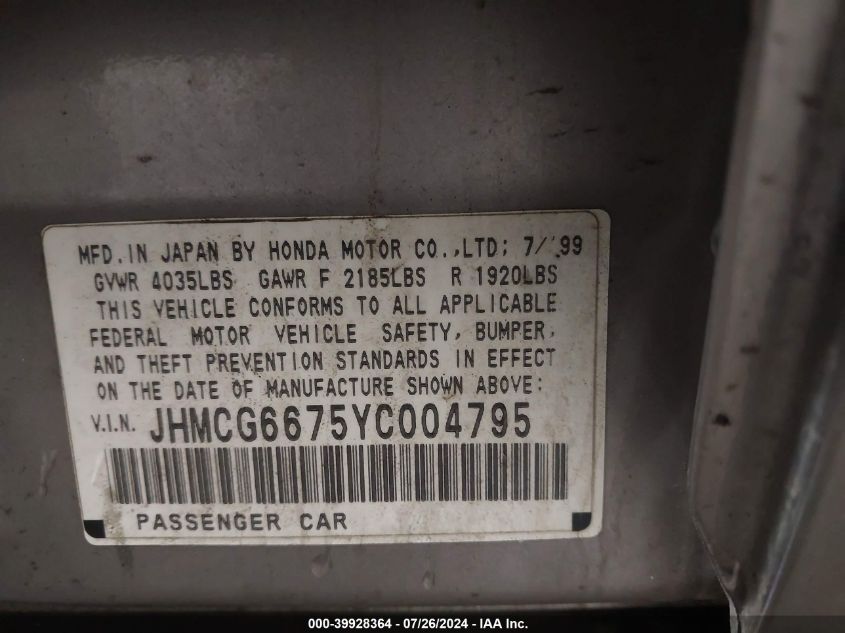 MFD. IN JAPAN BY HONDA MOTOR CO.,LTD; 7/'99
GVWR 4035LBS GAWR F 2185LBS R 1920LBS
THIS VEHICLE CONFORMS TO ALL APPLICABLE
FEDERAL MOTOR VEHICLE SAFETY, BUMPER,
AND THEFT PREVENTION STANDARDS IN EFFECT
ON THE DATE OF MANUFACTURE SHOWN ABOVE:
V.I.N. JHMCG6675YC004795
PASSENGER CAR
000-39928364 - 07/26/2024 - IAA Inc.